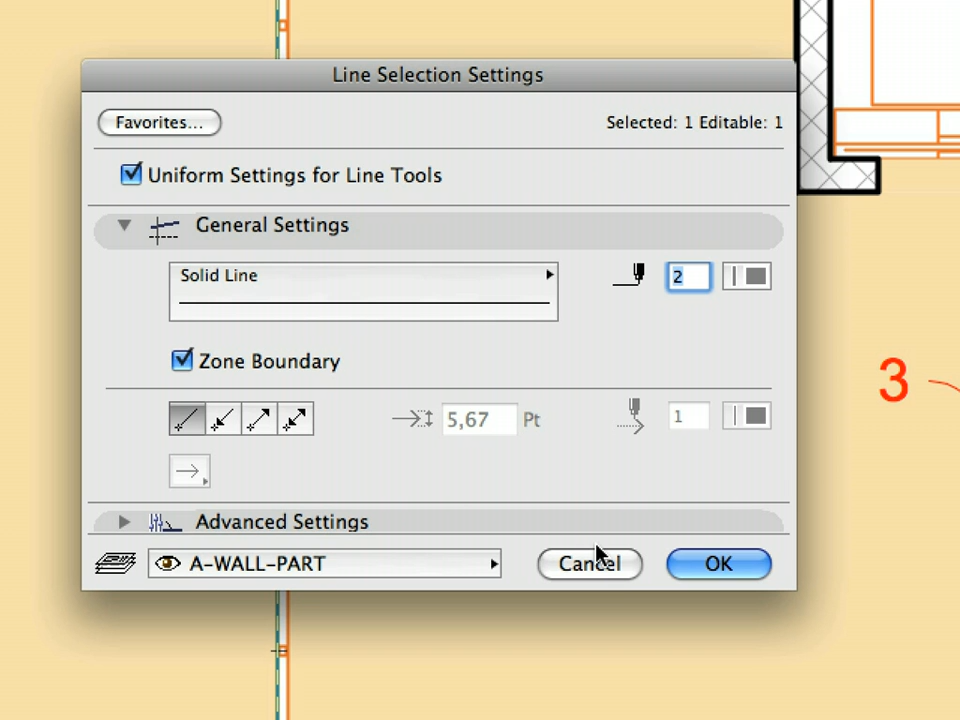 Line Selection Settings
Favorites...
Selected: 1 Editable: 1
Uniform Settings for Line Tools
General Settings
Solid Line
2
Zone Boundary
3
5,67 Pt
1
Advanced Settings
A-WALL-PART
Cancel
OK